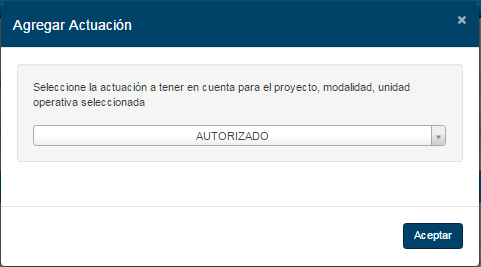 Agregar Actuación
×
Seleccione la actuación a tener en cuenta para el proyecto, modalidad, unidad
operativa seleccionada
AUTORIZADO
Aceptar